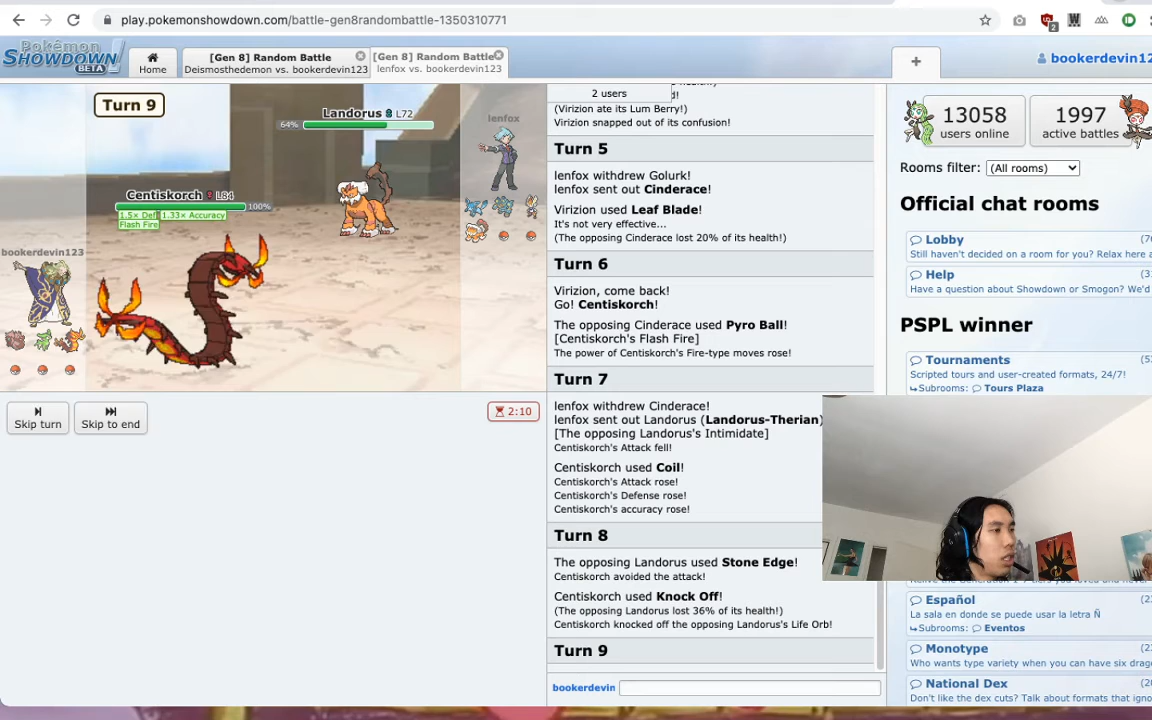 play.pokemonshowdown.com/battle-gen8randombattle-1350310771
2
Pokémon
SHOWDOWN
BETA
Home
[Gen 8] Random Battle
Deismosthedemon vs. bookerdevin123
[Gen 8] Random Battle
lenfox vs. bookerdevin123
+
bookerdevin12
Turn 9
Landorus L72
64%
lenfox
Centiskorch L84
100%
1.5× Def 1.33× Accuracy
Flash Fire
bookerdevin123
Skip turn
Skip to end
2:10
2 users
d!
(Virizion ate its Lum Berry!)
Virizion snapped out of its confusion!
Turn 5
lenfox withdrew Golurk!
lenfox sent out Cinderace!
Virizion used Leaf Blade!
It's not very effective...
(The opposing Cinderace lost 20% of its health!)
Turn 6
Virizion, come back!
Go! Centiskorch!
The opposing Cinderace used Pyro Ball!
[Centiskorch's Flash Fire]
The power of Centiskorch's Fire-type moves rose!
Turn 7
lenfox withdrew Cinderace!
lenfox sent out Landorus (Landorus-Therian)
[The opposing Landorus's Intimidate]
Centiskorch's Attack fell!
Centiskorch used Coil!
Centiskorch's Attack rose!
Centiskorch's Defense rose!
Centiskorch's accuracy rose!
Turn 8
The opposing Landorus used Stone Edge!
Centiskorch avoided the attack!
Centiskorch used Knock Off!
(The opposing Landorus lost 36% of its health!)
Centiskorch knocked off the opposing Landorus's Life Orb!
Turn 9
bookerdevin
13058
users online
1997
active battles
Rooms filter: (All rooms)
Official chat rooms
Lobby
Still haven't decided on a room for you? Relax here a
Help
Have a question about Showdown or Smogon? We'd
PSPL winner
Tournaments
Scripted tours and user-created formats, 24/7!
↳Subrooms: Tours Plaza
Español
La sala en donde se puede usar la letra Ñ
↳Subrooms: Eventos
Monotype
Who wants type variety when you can have six drag
National Dex
Don't like the dex cuts? Talk about formats that igno